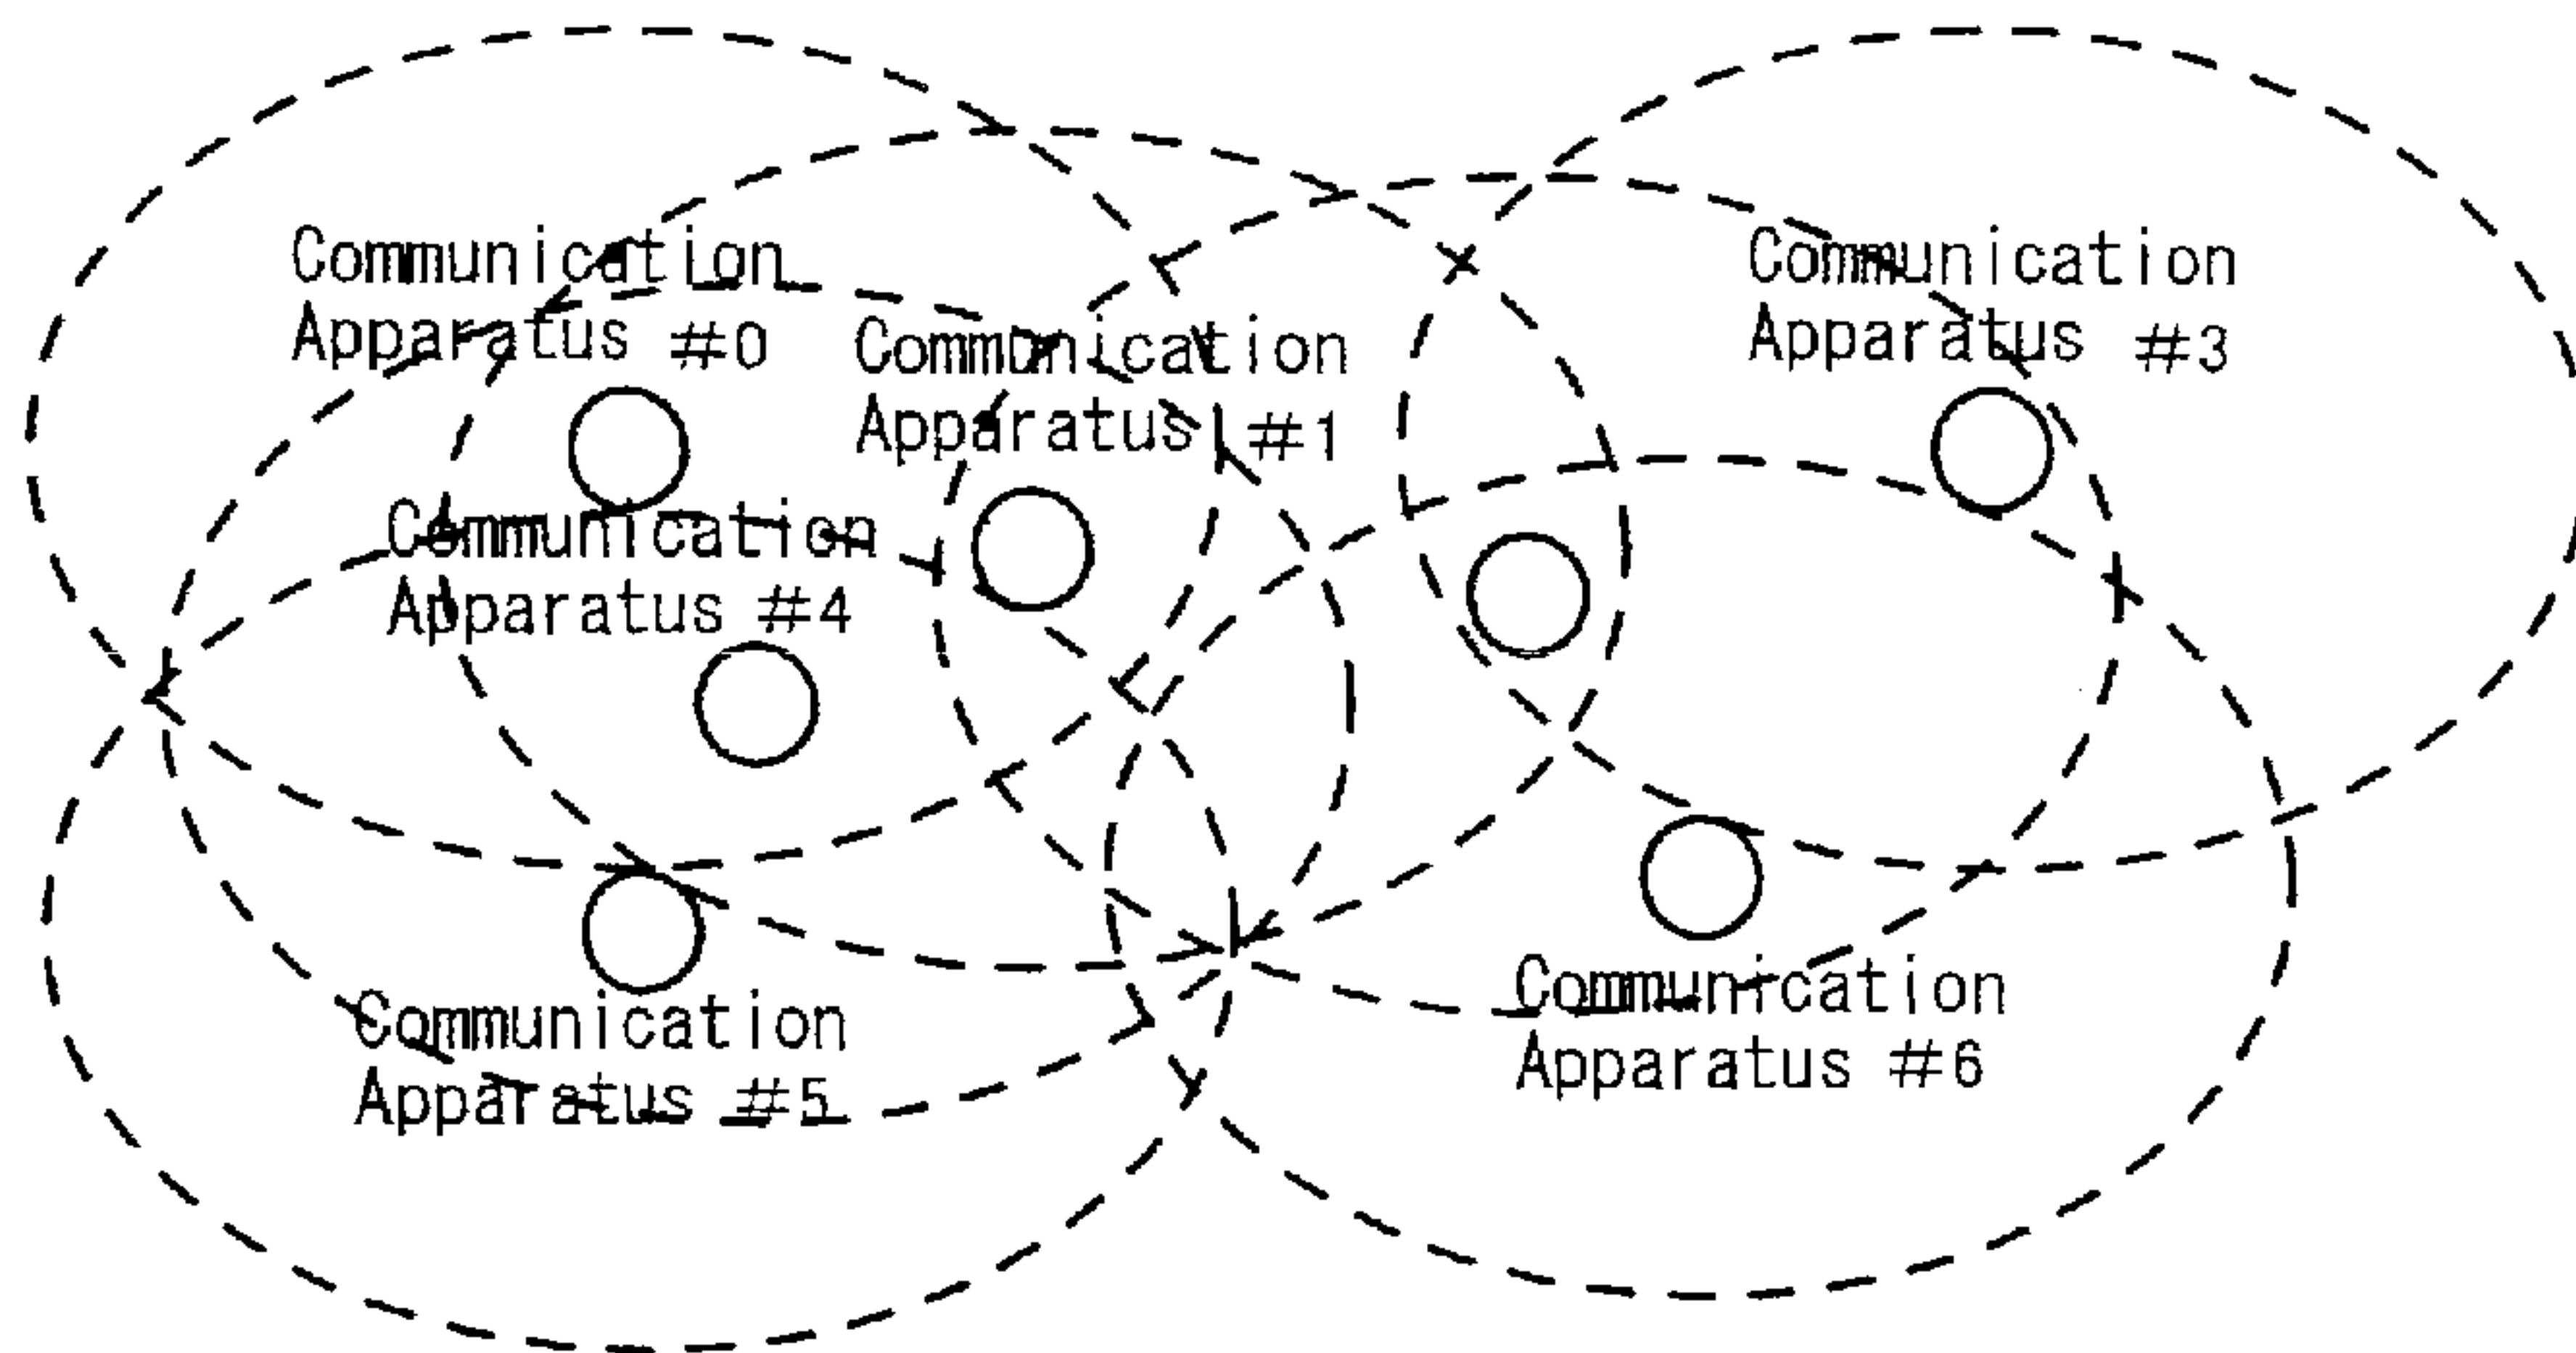 Communication
Apparatus #0
Communication
Apparatus #1
Communication
Apparatus #3
Communication
Apparatus #4
Communication
Apparatus #5
Communication
Apparatus #6